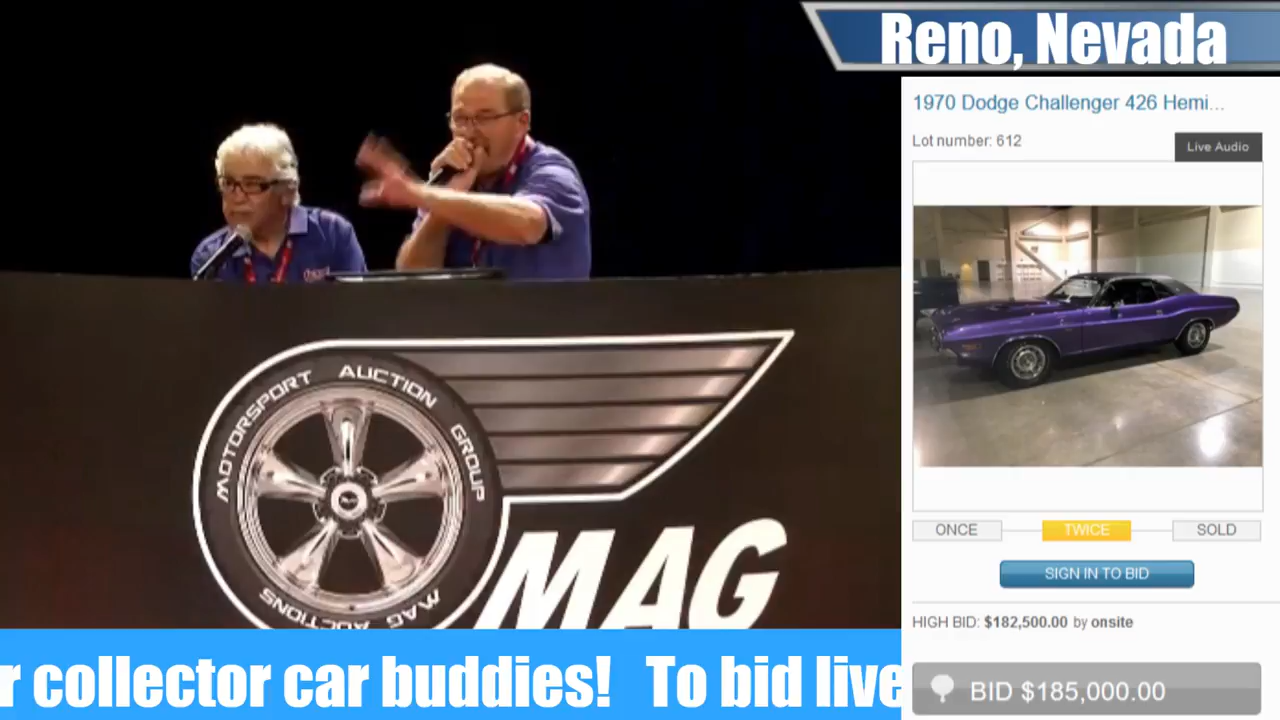 Reno, Nevada
1970 Dodge Challenger 426 Hemi...
Lot number: 612
Live Audio
ONCE
TWICE
SOLD
SIGN IN TO BID
HIGH BID: $182,500.00 by onsite
BID $185,000.00
MOTORSPORT AUCTION GROUP
MAG AUCTIONS
MAG
r collector car buddies! To bid live